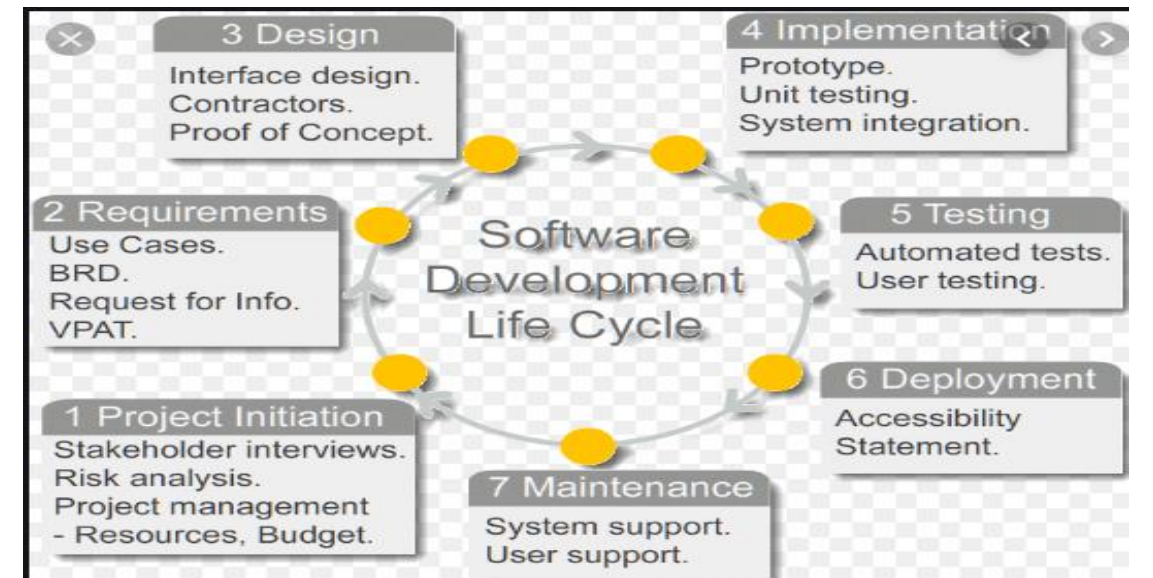 3 Design
Interface design.
Contractors.
Proof of Concept.
4 Implementation
Prototype.
Unit testing.
System integration.
2 Requirements
Use Cases.
BRD.
Request for Info.
VPAT.
Software
Development
Life Cycle
5 Testing
Automated tests.
User testing.
1 Project Initiation
Stakeholder interviews.
Risk analysis.
Project management
- Resources, Budget.
6 Deployment
Accessibility
Statement.
7 Maintenance
System support.
User support.